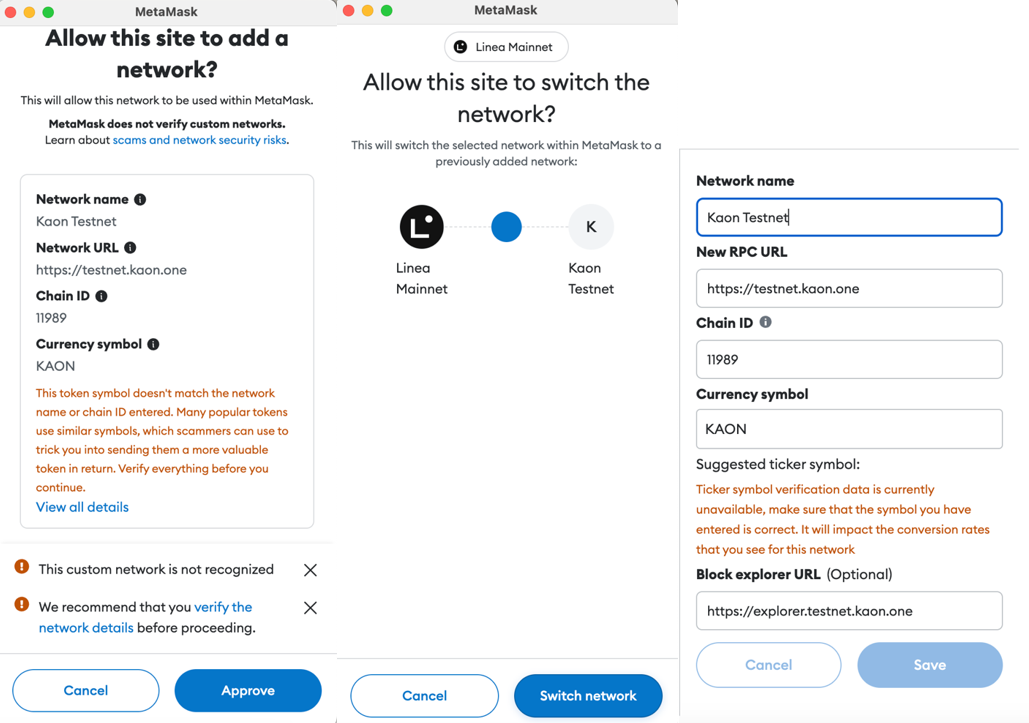 MetaMask
Allow this site to add a
network?
This will allow this network to be used within MetaMask.
MetaMask does not verify custom networks.
Learn about scams and network security risks.
Network name
Kaon Testnet
Network URL
https://testnet.kaon.one
Chain ID
11989
Currency symbol
KAON
This token symbol doesn't match the network
name or chain ID entered. Many popular tokens
use similar symbols, which scammers can use to
trick you into sending them a more valuable
token in return. Verify everything before you
continue.
View all details
This custom network is not recognized
We recommend that you verify the
network details before proceeding.
Cancel
Approve
MetaMask
Linea Mainnet
Allow this site to switch the
network?
This will switch the selected network within MetaMask to a
previously added network:
K
Linea
Mainnet
Kaon
Testnet
Cancel
Switch network
Network name
Kaon Testnet
New RPC URL
https://testnet.kaon.one
Chain ID
11989
Currency symbol
KAON
Suggested ticker symbol:
Ticker symbol verification data is currently
unavailable, make sure that the symbol you have
entered is correct. It will impact the conversion rates
that you see for this network
Block explorer URL (Optional)
https://explorer.testnet.kaon.one
Cancel
Save